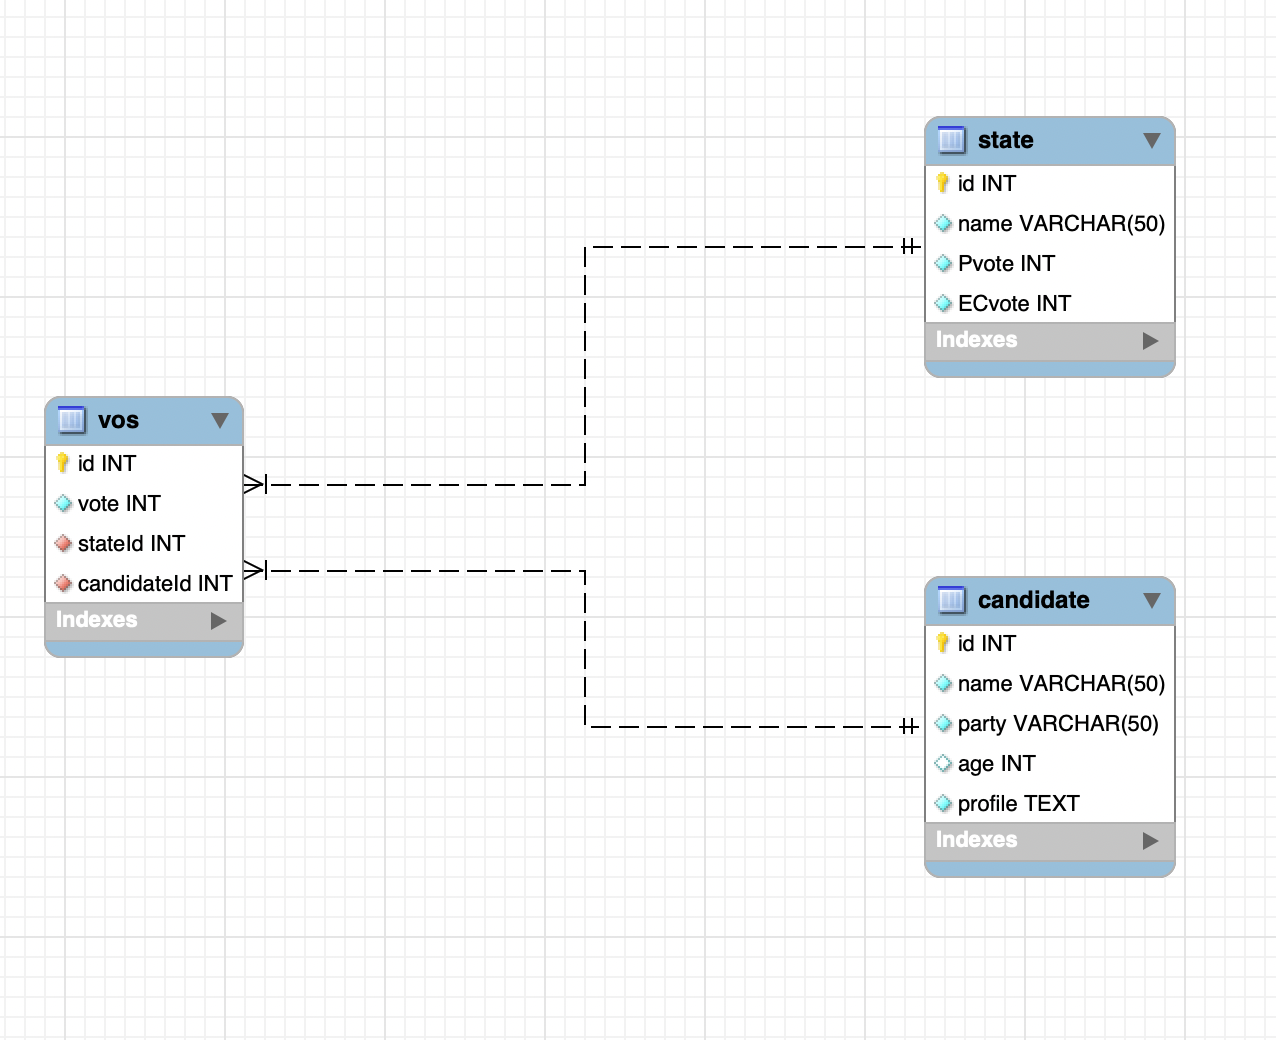 state
id INT
name VARCHAR(50)
Pvote INT
ECvote INT
Indexes
vos
id INT
vote INT
stateId INT
candidateId INT
Indexes
candidate
id INT
name VARCHAR(50)
party VARCHAR(50)
age INT
profile TEXT
Indexes